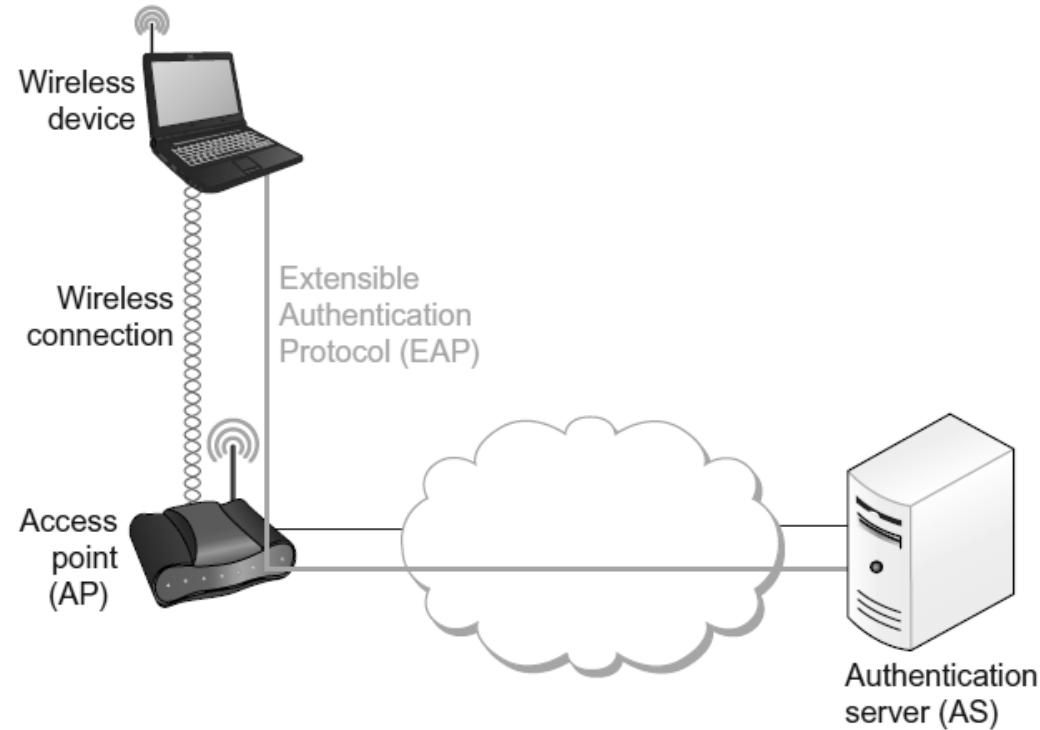 Wireless
device
Wireless
connection
Extensible
Authentication
Protocol (EAP)
Access
point
(AP)
Authentication
server (AS)